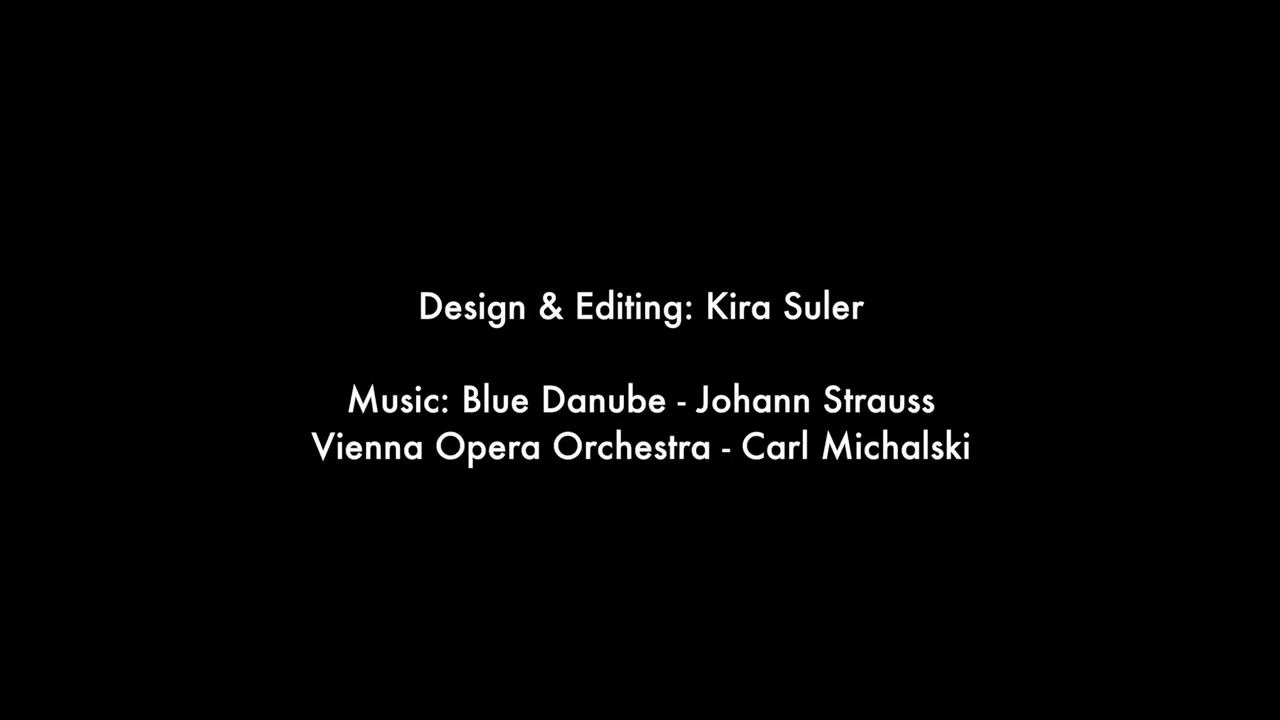 Design & Editing: Kira Suler
Music: Blue Danube - Johann Strauss
Vienna Opera Orchestra - Carl Michalski